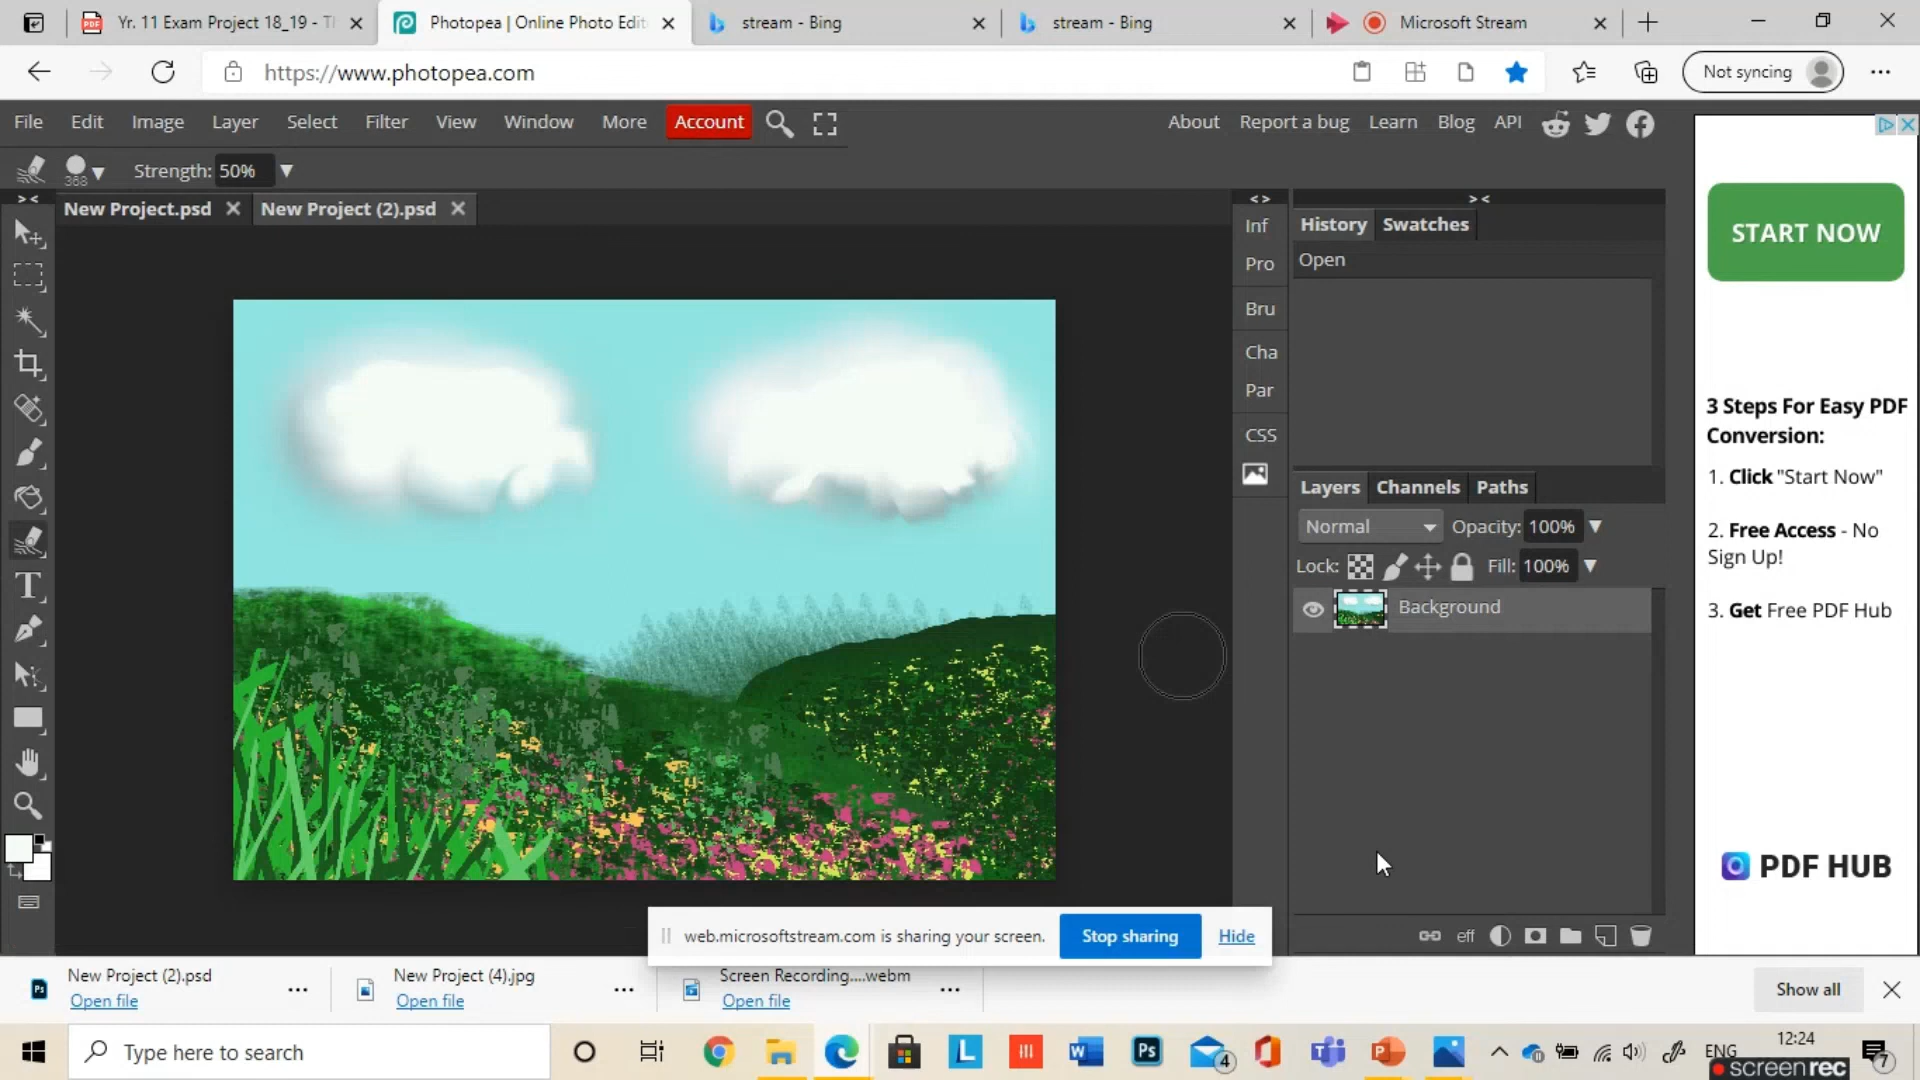 Yr. 11 Exam Project 18_19 - Th
Photopea | Online Photo Edit
stream - Bing
stream - Bing
Microsoft Stream
https://www.photopea.com
Not syncing
File Edit Image Layer Select Filter View Window More Account
About Report a bug Learn Blog API
368
Strength: 50%
New Project.psd
New Project (2).psd
Inf
Pro
Bru
Cha
Par
CSS
History Swatches
Open
Layers Channels Paths
Normal Opacity: 100%
Lock: Fill: 100%
Background
eff
START NOW
3 Steps For Easy PDF
Conversion:
1. Click "Start Now"
2. Free Access - No
Sign Up!
3. Get Free PDF Hub
PDF HUB
web.microsoftstream.com is sharing your screen. Stop sharing Hide
New Project (2).psd
Open file
New Project (4).jpg
Open file
Screen Recording....webm
Open file
Show all
Type here to search
4
ENG
12:24
7
screenrec